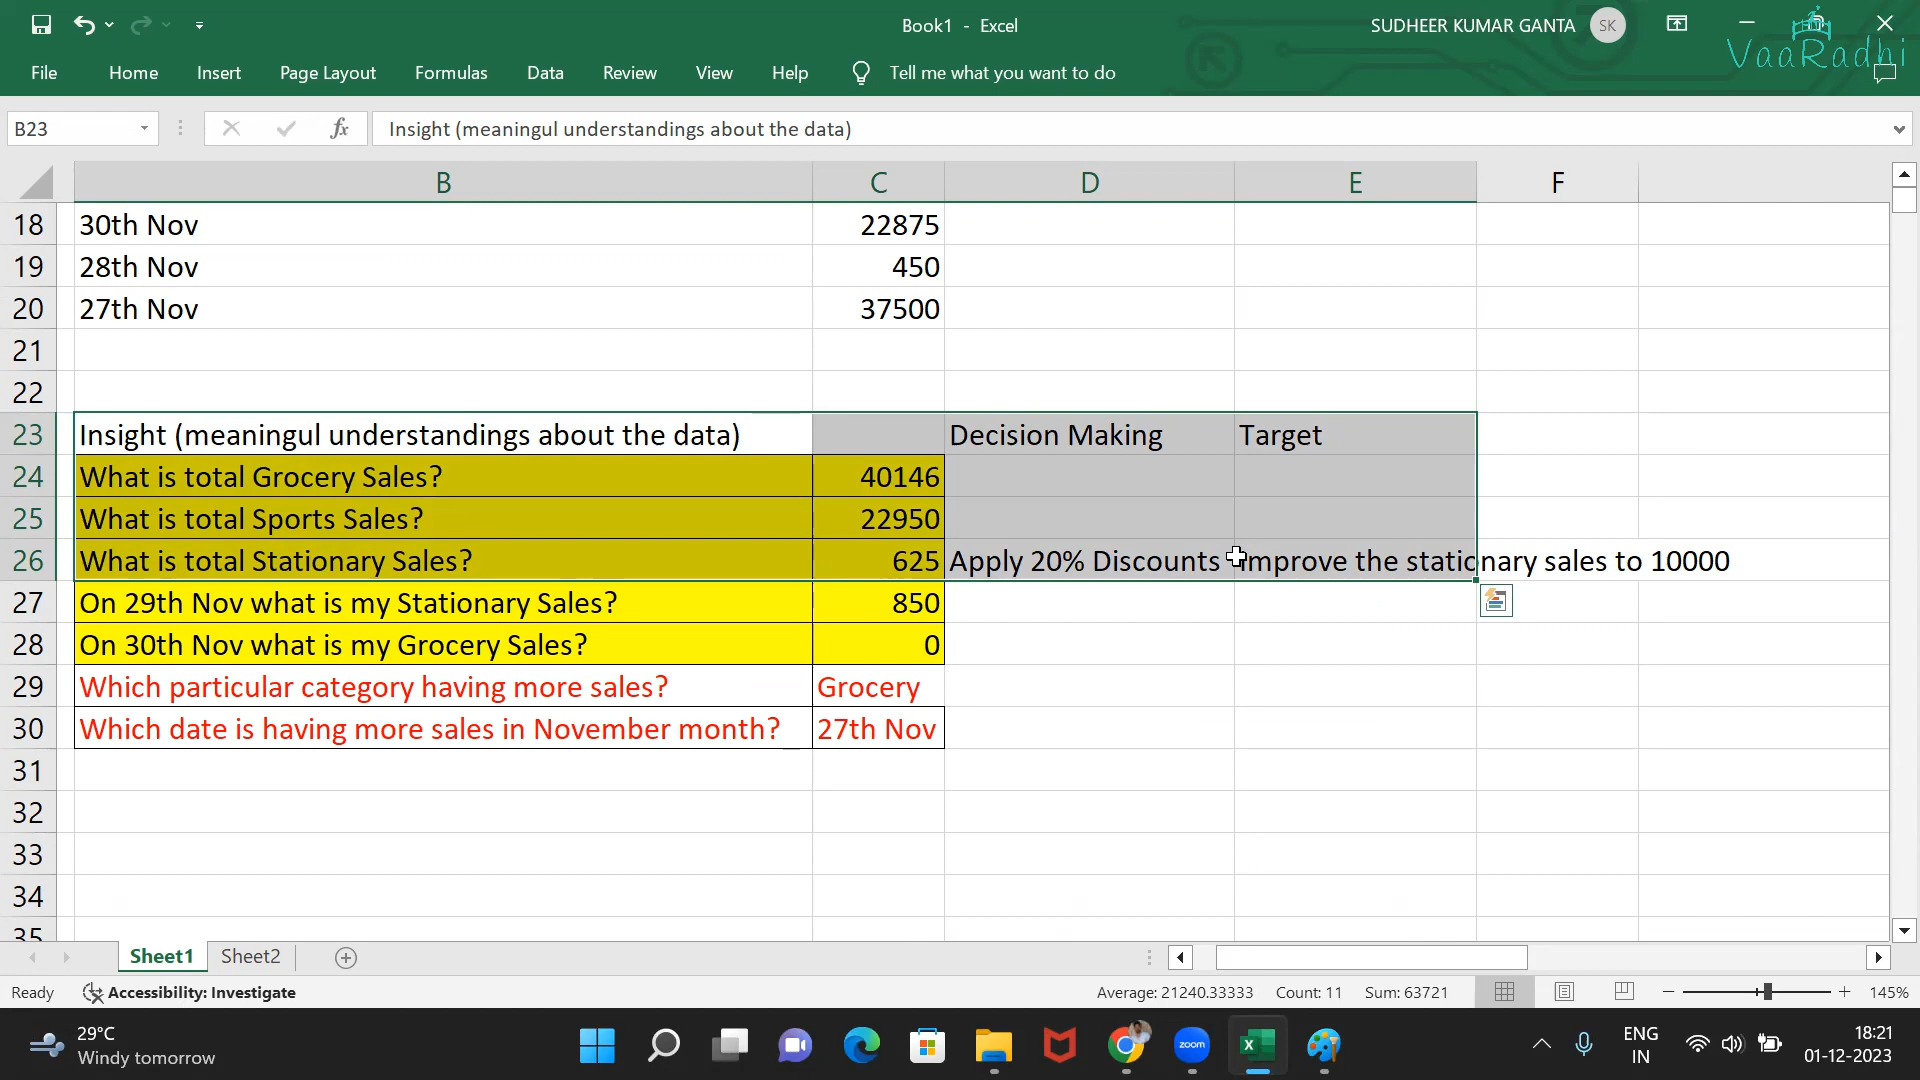 Book1 - Excel
SUDHEER KUMAR GANTA
SK
VaaRadhi
File
Home
Insert
Page Layout
Formulas
Data
Review
View
Help
Tell me what you want to do
B23
fx
Insight (meaningul understandings about the data)
B
C
D
E
F
18 30th Nov 22875
19 28th Nov 450
20 27th Nov 37500
21
22
23 Insight (meaningul understandings about the data) Decision Making Target
24 What is total Grocery Sales? 40146
25 What is total Sports Sales? 22950
26 What is total Stationary Sales? 625 Apply 20% Discounts Improve the stationary sales to 10000
27 On 29th Nov what is my Stationary Sales? 850
28 On 30th Nov what is my Grocery Sales? 0
29 Which particular category having more sales? Grocery
30 Which date is having more sales in November month? 27th Nov
31
32
33
34
35
Sheet1
Sheet2
Ready
Accessibility: Investigate
Average: 21240.33333
Count: 11
Sum: 63721
145%
29°C
Windy tomorrow
zoom
ENG
IN
18:21
01-12-2023